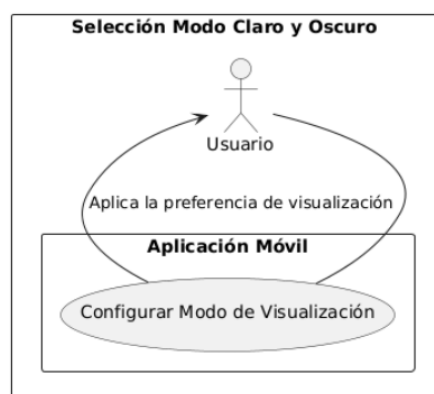 Selección Modo Claro y Oscuro
Usuario
Aplica la preferencia de visualización
Aplicación Móvil
Configurar Modo de Visualización